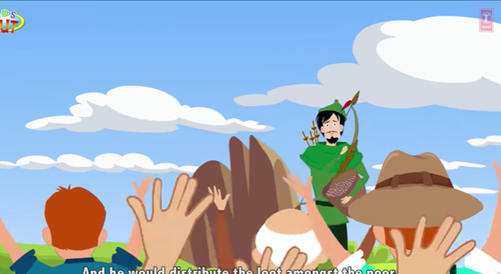 And he would distribute the loot amongst the poor